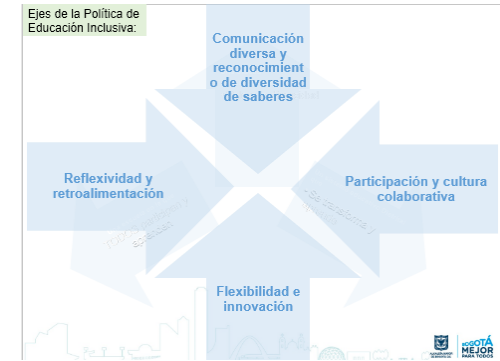 Ejes de la Política de
Educación Inclusiva:
Comunicación
diversa y
reconocimient
o de diversidad
de saberes
Reflexividad y
retroalimentación
Participación y cultura
colaborativa
Flexibilidad e
innovación
BOGOTÁ
MEJOR
PARA TODOS